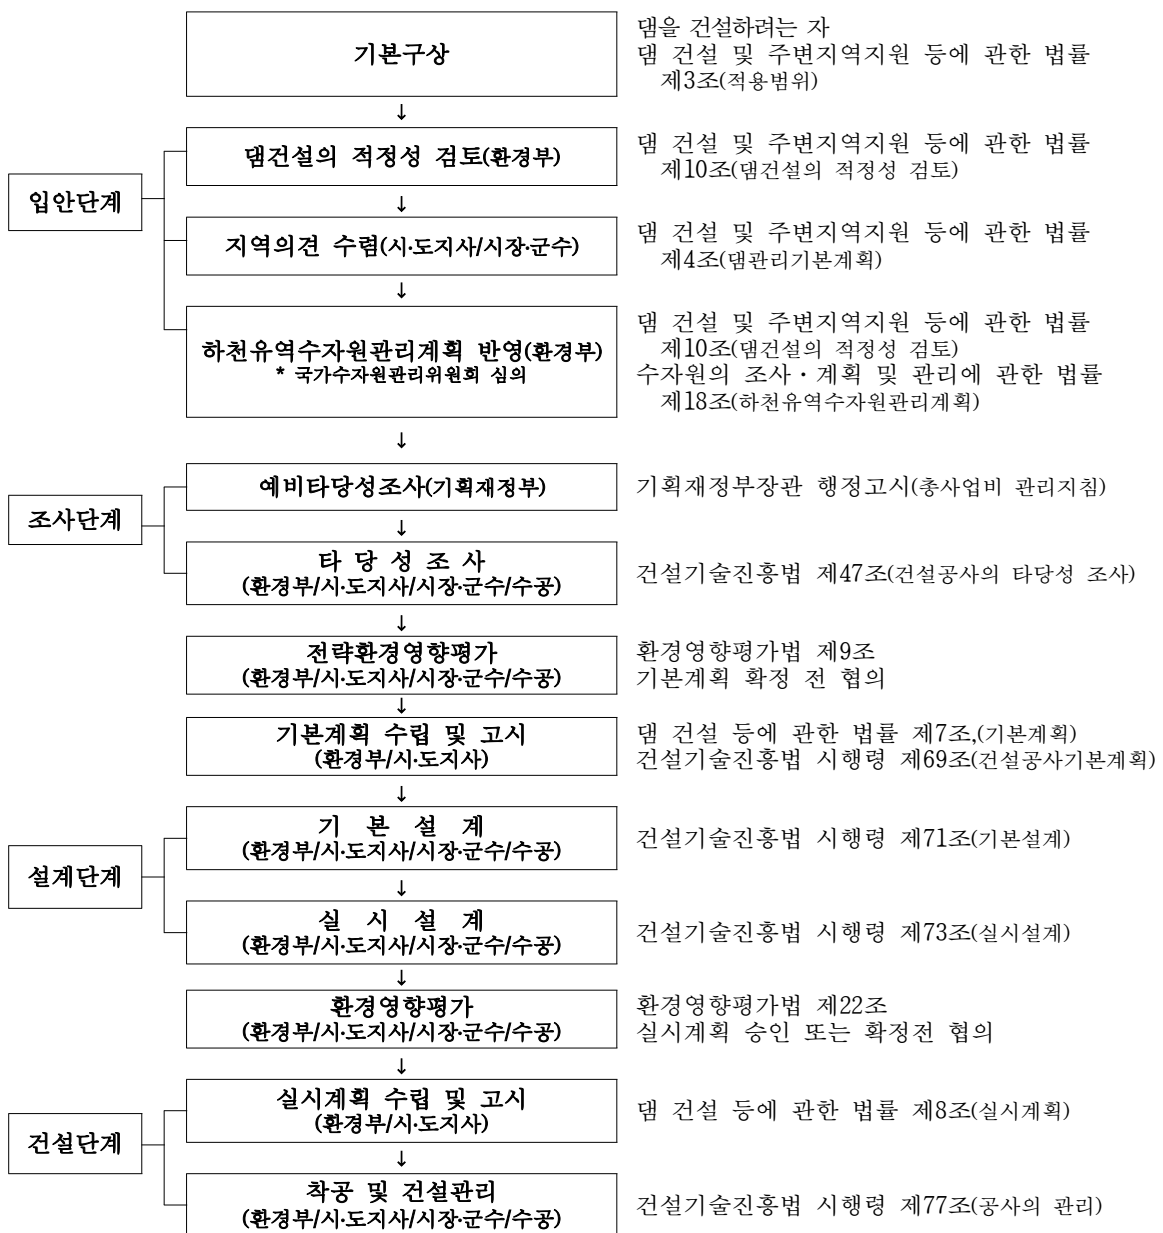 기본구상
댐을 건설하려는 자
댐 건설 및 주변지역지원 등에 관한 법률
제3조(적용범위)
↓
입안단계
댐건설의 적정성 검토(환경부)
댐 건설 및 주변지역지원 등에 관한 법률
제10조(댐건설의 적정성 검토)
↓
지역의견 수렴(시·도지사/시장·군수)
댐 건설 및 주변지역지원 등에 관한 법률
제4조(댐관리기본계획)
↓
하천유역수자원관리계획 반영(환경부)
* 국가수자원관리위원회 심의
댐 건설 및 주변지역지원 등에 관한 법률
제10조(댐건설의 적정성 검토)
수자원의 조사·계획 및 관리에 관한 법률
제18조(하천유역수자원관리계획)
↓
조사단계
예비타당성조사(기획재정부)
기획재정부장관 행정고시(총사업비 관리지침)
↓
타 당 성 조 사
(환경부/시·도지사/시장·군수/수공)
건설기술진흥법 제47조(건설공사의 타당성 조사)
↓
전략환경영향평가
(환경부/시·도지사/시장·군수/수공)
환경영향평가법 제9조
기본계획 확정 전 협의
↓
기본계획 수립 및 고시
(환경부/시·도지사)
댐 건설 등에 관한 법률 제7조,(기본계획)
건설기술진흥법 시행령 제69조(건설공사기본계획)
↓
설계단계
기 본 설 계
(환경부/시·도지사/시장·군수/수공)
건설기술진흥법 시행령 제71조(기본설계)
↓
실 시 설 계
(환경부/시·도지사/시장·군수/수공)
건설기술진흥법 시행령 제73조(실시설계)
↓
환경영향평가
(환경부/시·도지사/시장·군수/수공)
환경영향평가법 제22조
실시계획 승인 또는 확정전 협의
↓
건설단계
실시계획 수립 및 고시
(환경부/시·도지사)
댐 건설 등에 관한 법률 제8조(실시계획)
↓
착공 및 건설관리
(환경부/시·도지사/시장·군수/수공)
건설기술진흥법 시행령 제77조(공사의 관리)